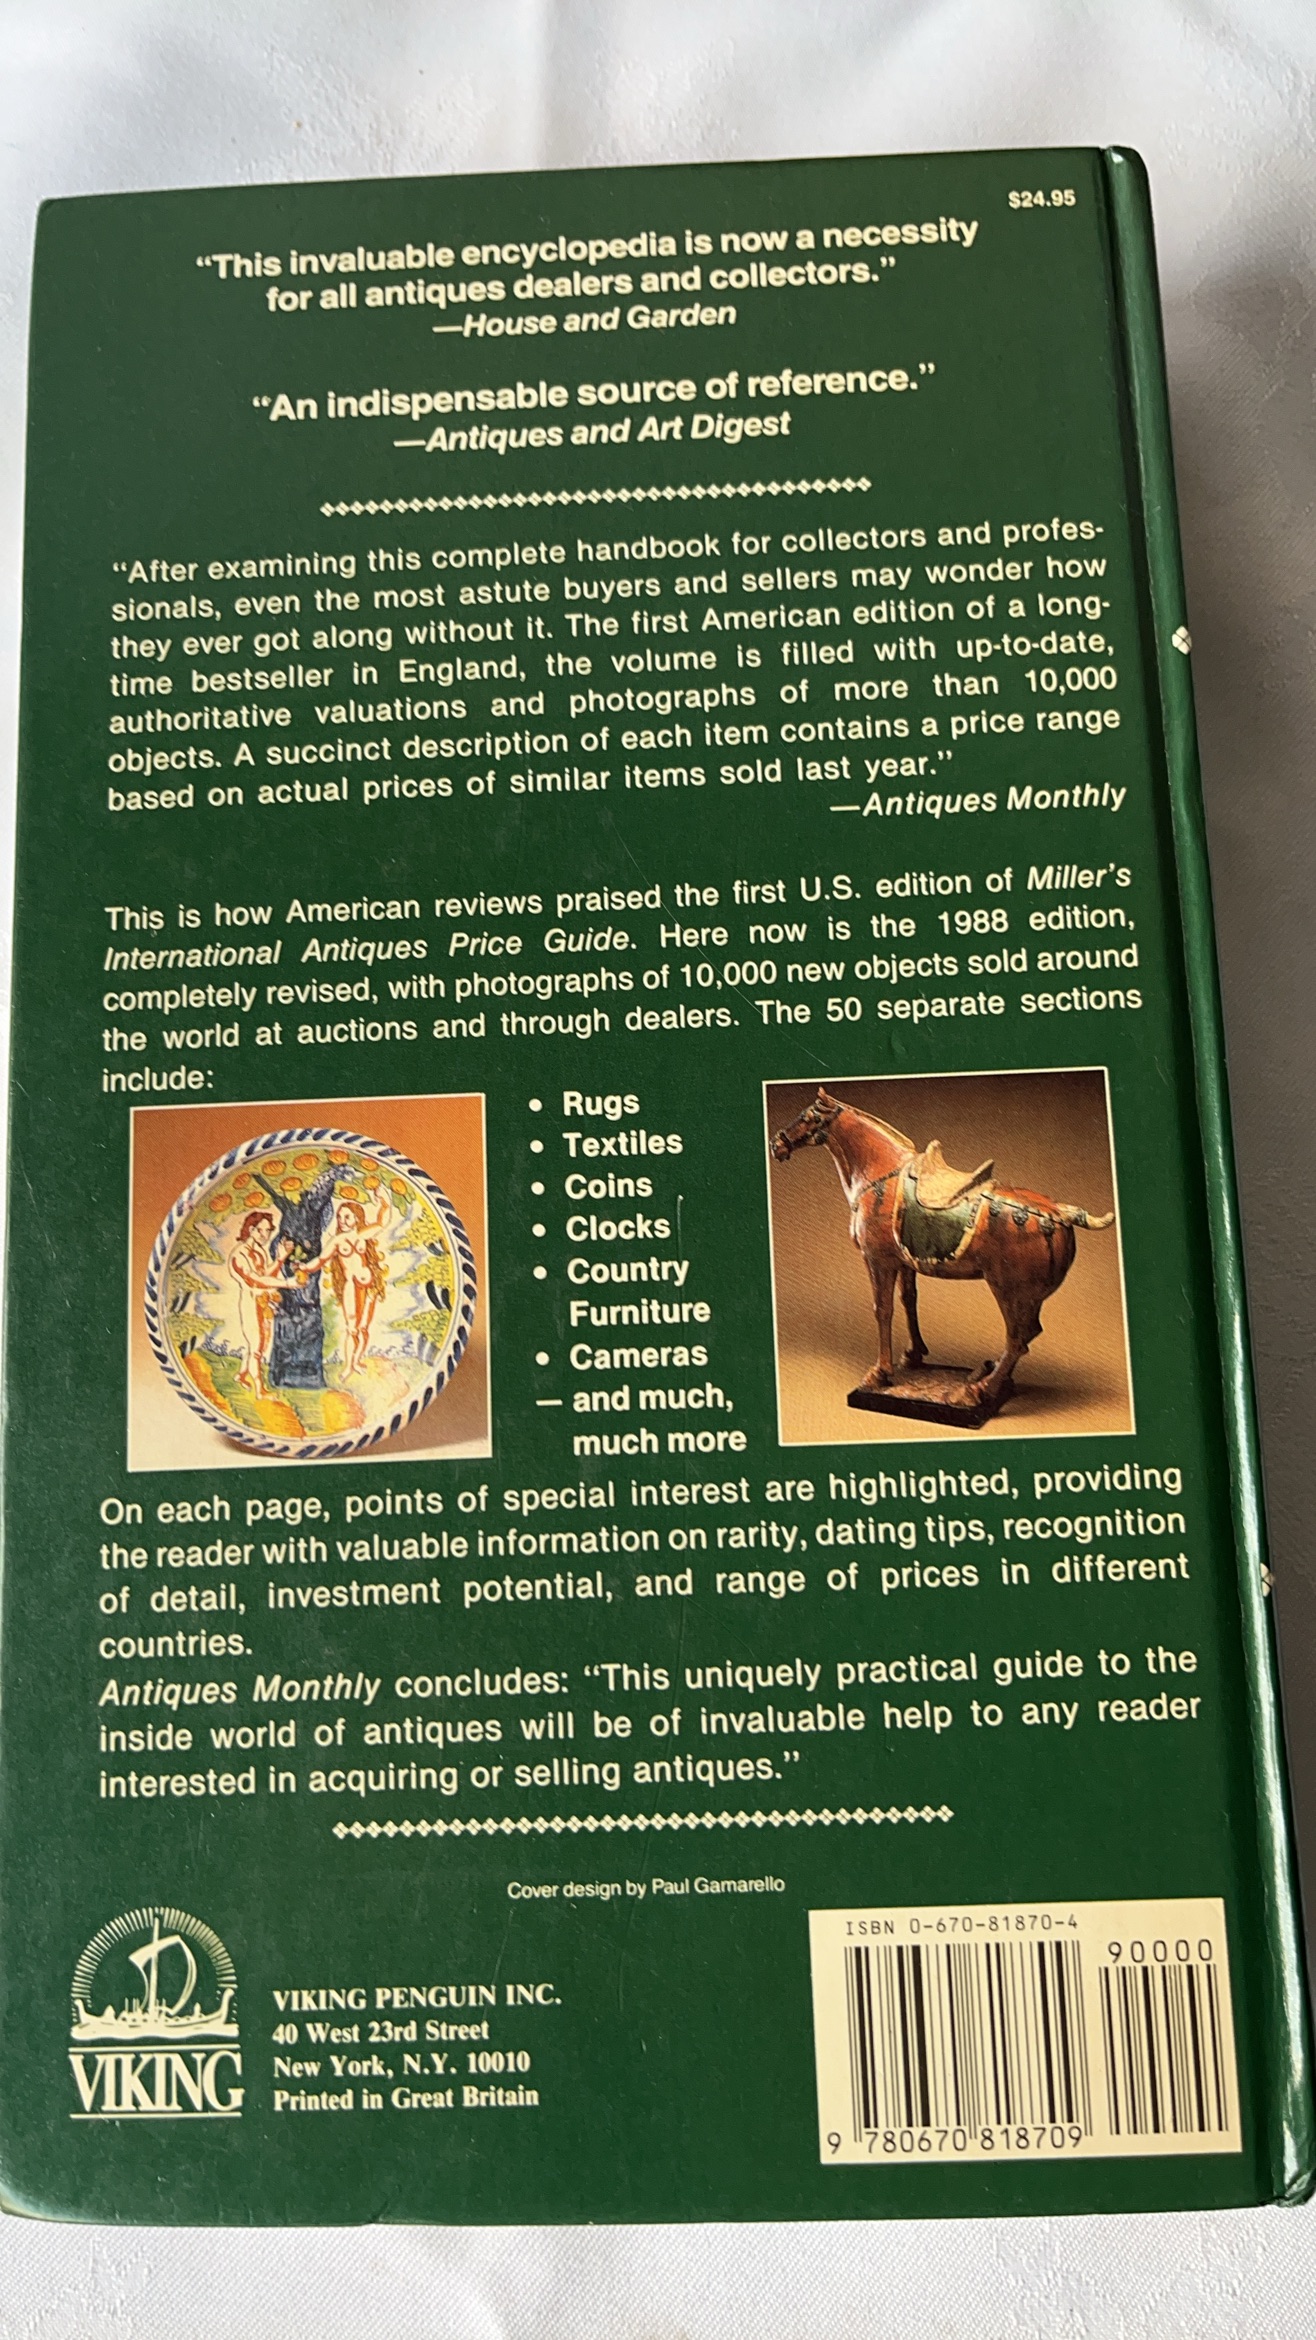 $24.95
“This invaluable encyclopedia is now a necessity
for all antiques dealers and collectors.”
—House and Garden
“An indispensable source of reference.”
—Antiques and Art Digest
“After examining this complete handbook for collectors and profes-
sionals, even the most astute buyers and sellers may wonder how
they ever got along without it. The first American edition of a long-
time bestseller in England, the volume is filled with up-to-date,
authoritative valuations and photographs of more than 10,000
objects. A succinct description of each item contains a price range
based on actual prices of similar items sold last year.”
—Antiques Monthly
This is how American reviews praised the first U.S. edition of Miller’s
International Antiques Price Guide. Here now is the 1988 edition,
completely revised, with photographs of 10,000 new objects sold around
the world at auctions and through dealers. The 50 separate sections
include:
• Rugs
• Textiles
• Coins
• Clocks
• Country
Furniture
• Cameras
— and much,
much more
On each page, points of special interest are highlighted, providing
the reader with valuable information on rarity, dating tips, recognition
of detail, investment potential, and range of prices in different
countries.
Antiques Monthly concludes: “This uniquely practical guide to the
inside world of antiques will be of invaluable help to any reader
interested in acquiring or selling antiques.”
Cover design by Paul Gamarello
VIKING
VIKING PENGUIN INC.
40 West 23rd Street
New York, N.Y. 10010
Printed in Great Britain
ISBN 0-670-81870-4
90000
9 780670 818709